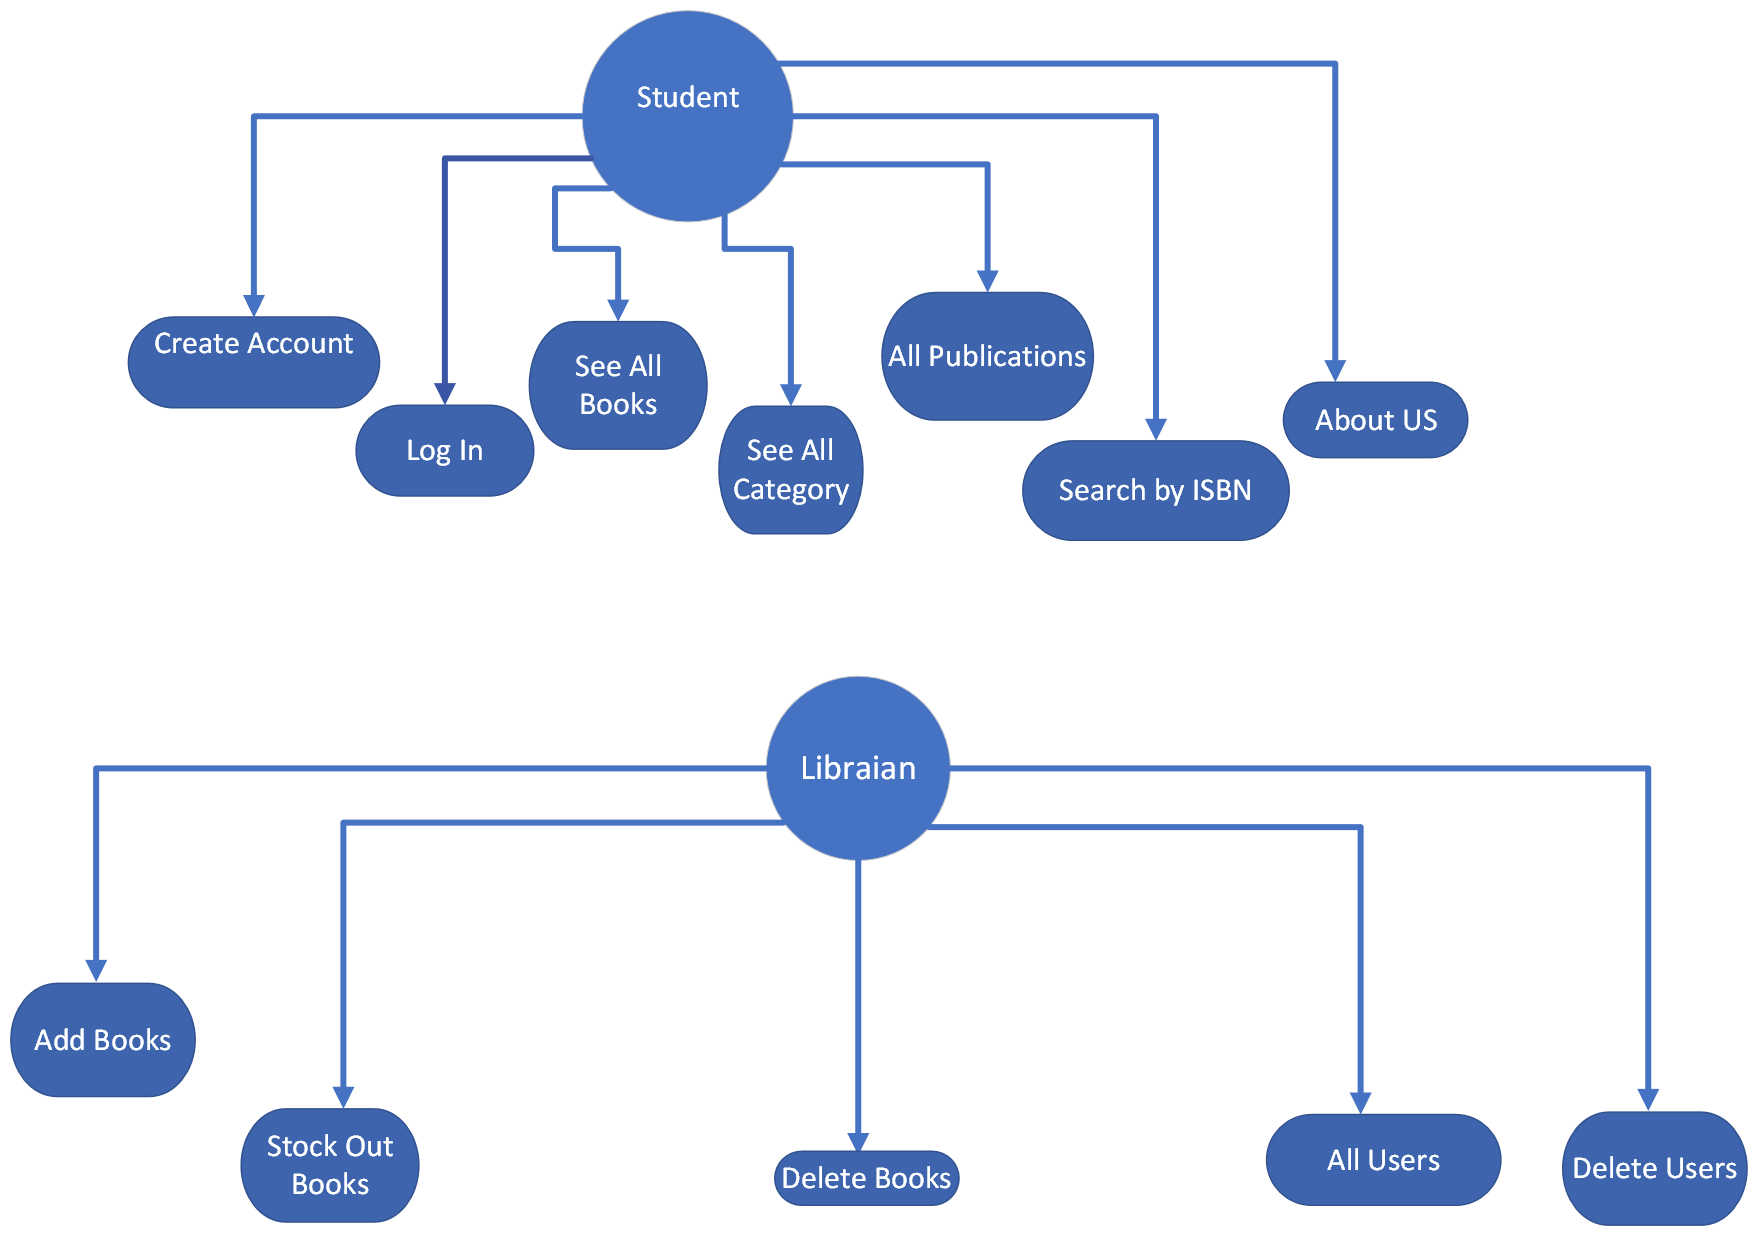 Student
Create Account
Log In
See All
Books
See All
Category
All Publications
Search by ISBN
About US
Libraian
Add Books
Stock Out
Books
Delete Books
All Users
Delete Users